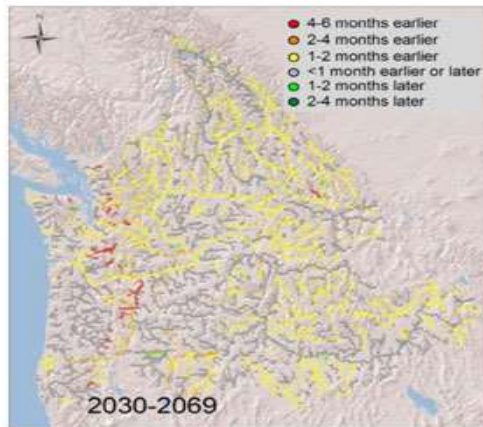 4-6 months earlier
2-4 months earlier
1-2 months earlier
<1 month earlier or later
1-2 months later
2-4 months later
2030-2069